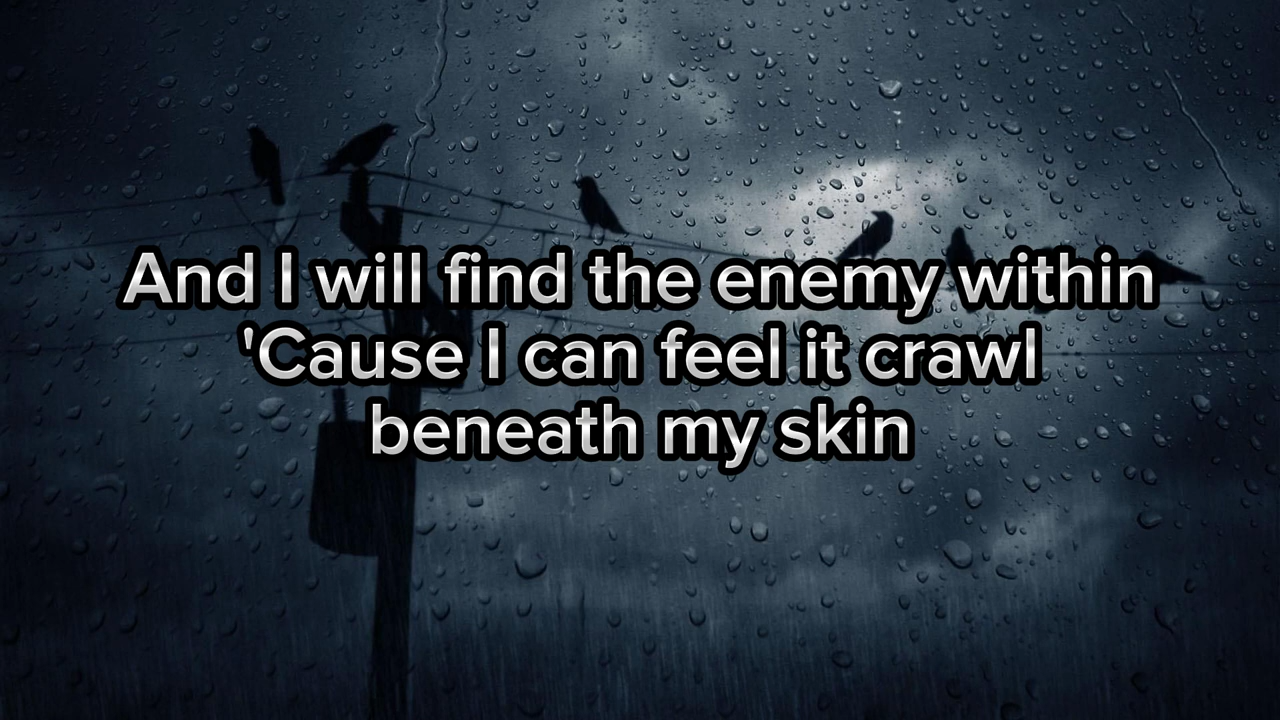 And I will find the enemy within
'Cause I can feel it crawl
beneath my skin